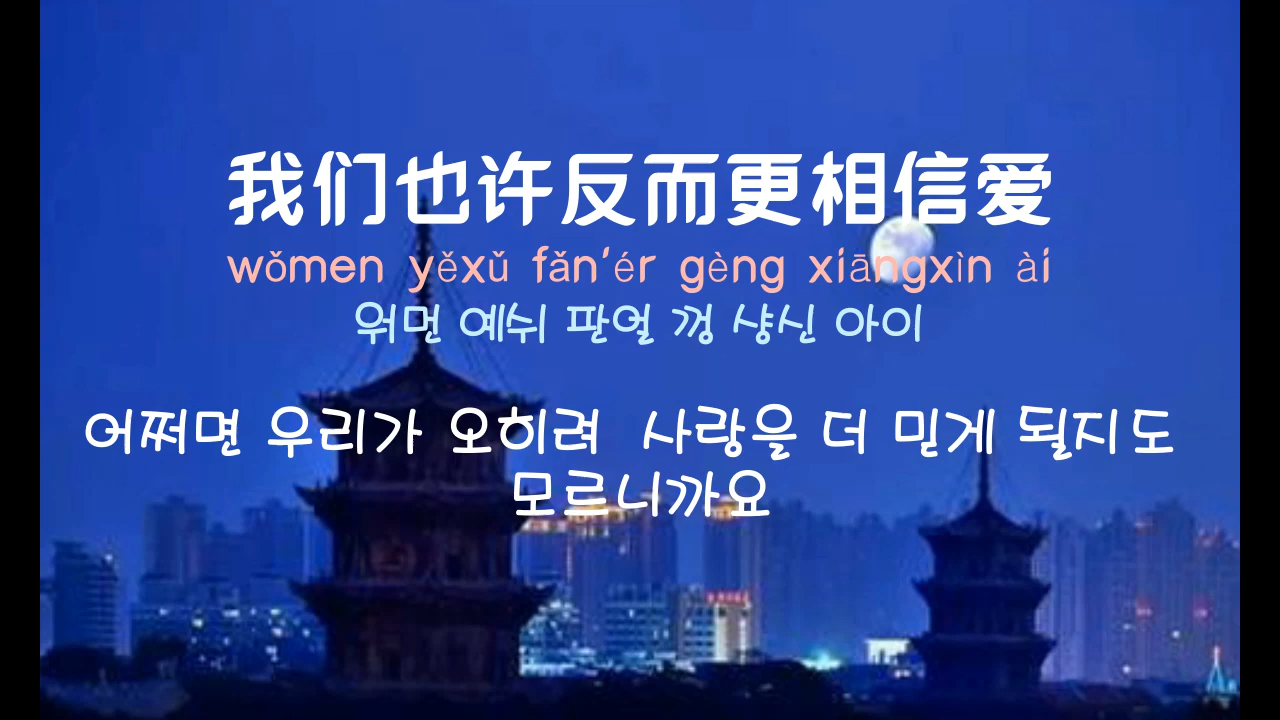 我们也许反而更相信爱
wǒmen yěxǔ fǎn'ér gèng xiāngxìn ài
워먼 예쉬 판얼 껑 샹신 아이
어쩌면 우리가 오히려 사랑을 더 믿게 될지도
모르니까요